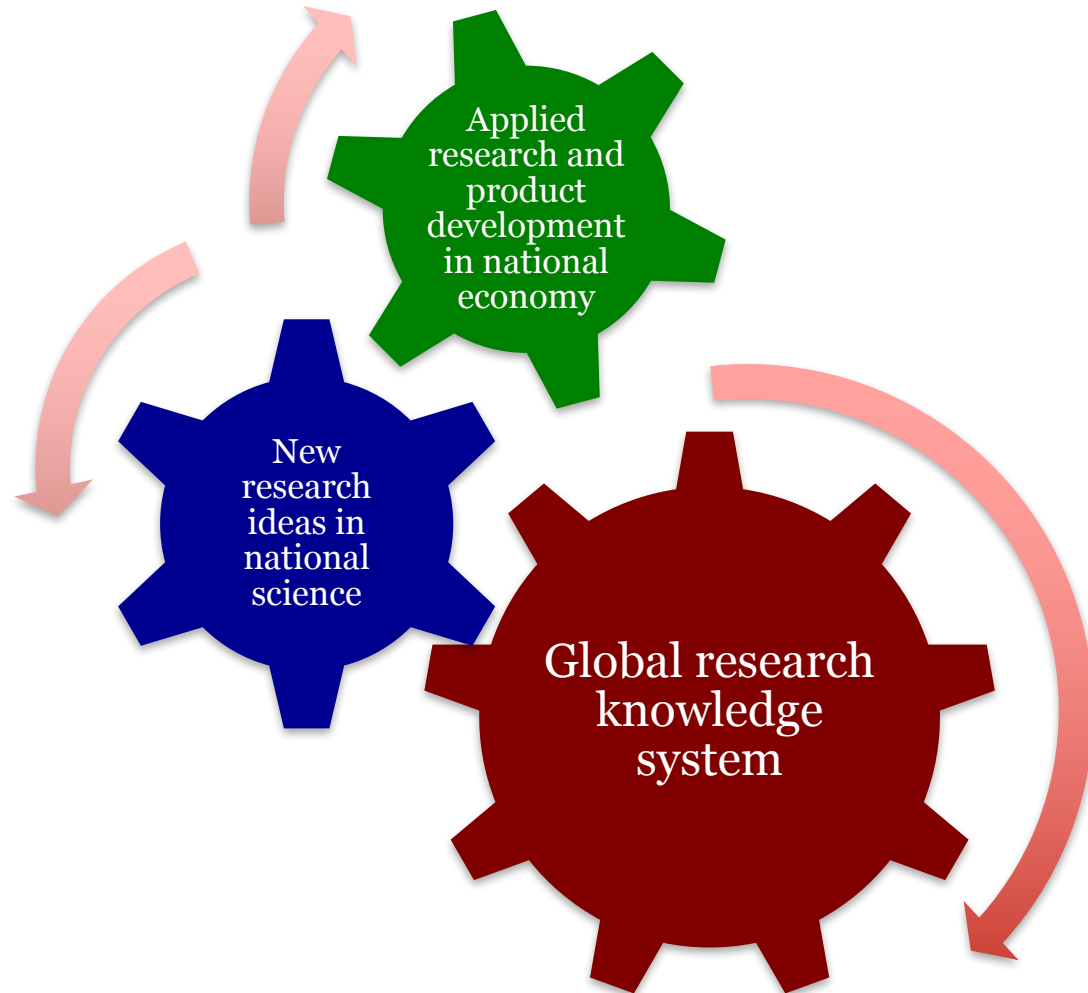 Applied
research and
product
development
in national
economy
New
research
ideas in
national
science
Global research
knowledge
system